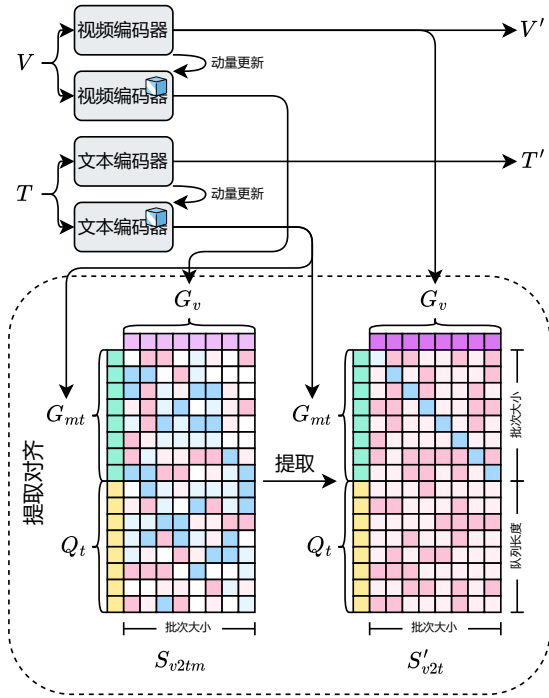 视频编码器
V′
V
动量更新
视频编码器
文本编码器
T′
T
动量更新
文本编码器
G_v
G_v
G_mt
G_mt
批次大小
提取对齐
提取
Q_t
Q_t
队列长度
批次大小
批次大小
S_v2tm
S′_v2t